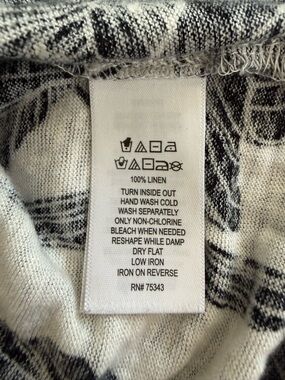 100% LINEN
TURN INSIDE OUT
HAND WASH COLD
WASH SEPARATELY
ONLY NON-CHLORINE
BLEACH WHEN NEEDED
RESHAPE WHILE DAMP
DRY FLAT
LOW IRON
IRON ON REVERSE
RN# 75343